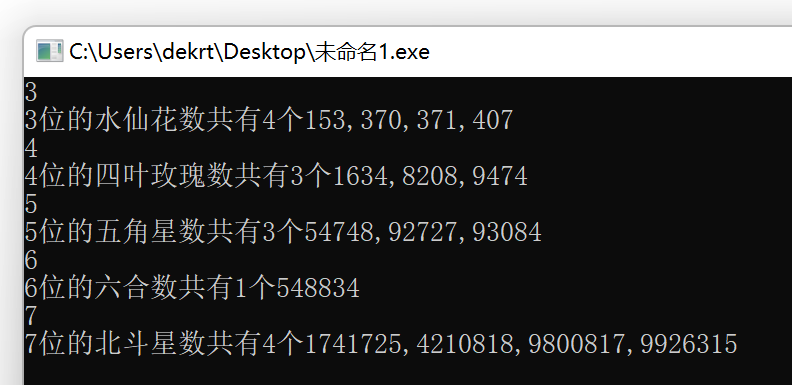 C:\Users\dekrt\Desktop\未命名1.exe
3
3位的水仙花数共有4个153,370,371,407
4
4位的四叶玫瑰数共有3个1634,8208,9474
5
5位的五角星数共有3个54748,92727,93084
6
6位的六合数共有1个548834
7
7位的北斗星数共有4个1741725,4210818,9800817,9926315